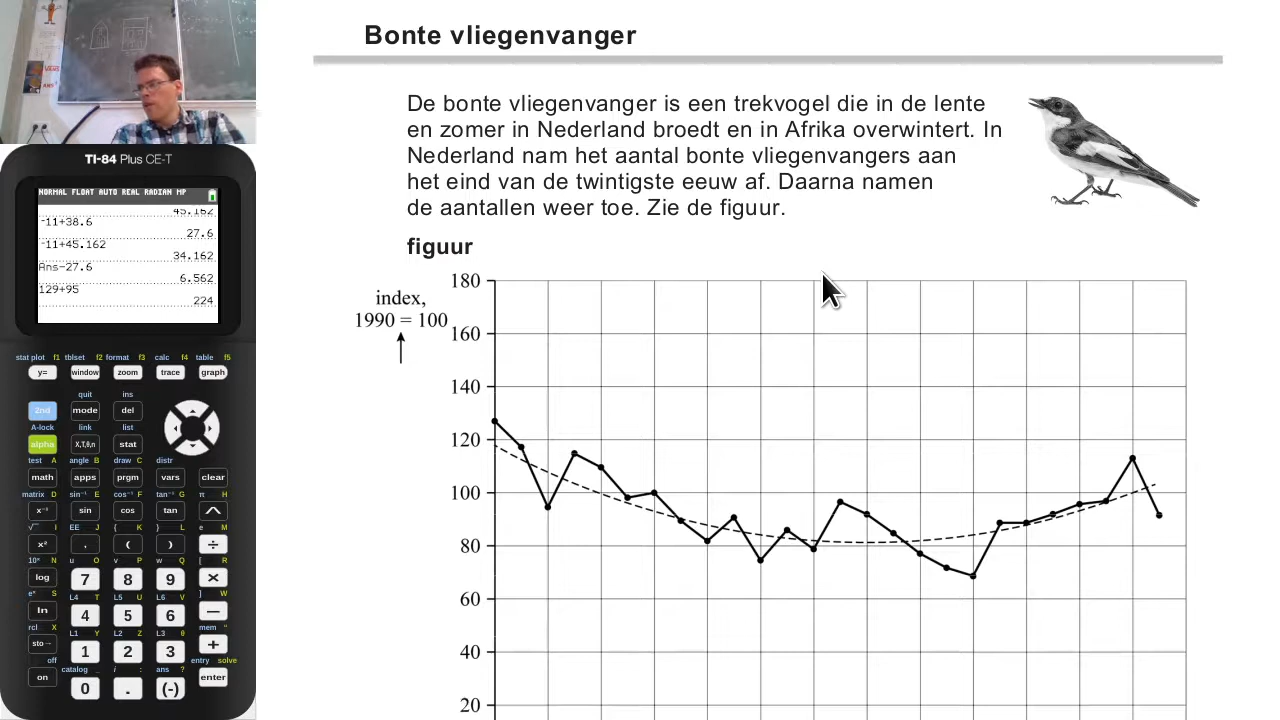 Bonte vliegenvanger
De bonte vliegenvanger is een trekvogel die in de lente
en zomer in Nederland broedt en in Afrika overwintert. In
Nederland nam het aantal bonte vliegenvangers aan
het eind van de twintigste eeuw af. Daarna namen
de aantallen weer toe. Zie de figuur.
figuur
index,
1990 = 100
180
160
140
120
100
80
60
40
20
TI-84 Plus CE-T
NORMAL FLOAT AUTO REAL RADIAN MP
45.162
-11+38.6
27.6
-11+45.162
34.162
Ans-27.6
6.562
129+95
224
stat plot f1 tblset f2 format f3 calc f4 table f5
y= window zoom trace graph
quit ins
2nd mode del
A-lock link list
alpha X,T,θ,n stat
test A angle B draw C distr
math apps prgm vars clear
matrix D sin⁻¹ E cos⁻¹ F tan⁻¹ G π H
x⁻¹ sin cos tan ^
√ I EE J { K } L e M
x² , ( ) ÷
10ˣ N u O v P w Q [ R
log 7 8 9 ×
eˣ S L4 T L5 U L6 V ] W
ln 4 5 6 —
rcl X L1 Y L2 Z L3 θ mem "
sto→ 1 2 3 +
off catalog i : ans ? entry solve
on 0 . (-) enter